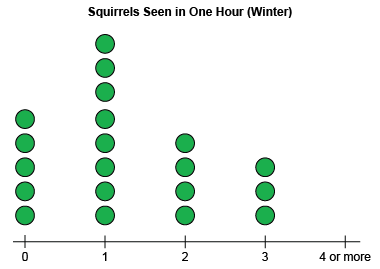 Squirrels Seen in One Hour (Winter)
0 1 2 3 4 or more